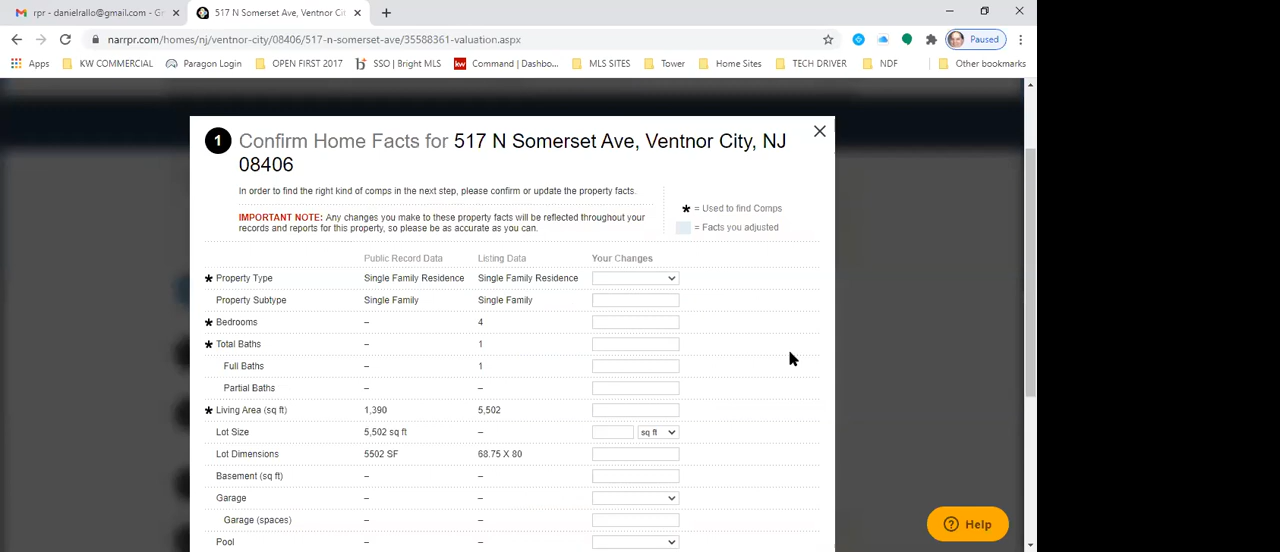 rpr - danielrallo@gmail.com - Gm
517 N Somerset Ave, Ventnor Cit
narrpr.com/homes/nj/ventnor-city/08406/517-n-somerset-ave/35588361-valuation.aspx
Paused
Apps KW COMMERCIAL Paragon Login OPEN FIRST 2017 SSO | Bright MLS Command | Dashbo... MLS SITES Tower Home Sites TECH DRIVER NDF Other bookmarks
1 Confirm Home Facts for 517 N Somerset Ave, Ventnor City, NJ
08406
In order to find the right kind of comps in the next step, please confirm or update the property facts.
* = Used to find Comps
IMPORTANT NOTE: Any changes you make to these property facts will be reflected throughout your
records and reports for this property, so please be as accurate as you can.
= Facts you adjusted
Public Record Data Listing Data Your Changes
* Property Type Single Family Residence Single Family Residence
Property Subtype Single Family Single Family
* Bedrooms – 4
* Total Baths – 1
Full Baths – 1
Partial Baths – –
* Living Area (sq ft) 1,390 5,502
Lot Size 5,502 sq ft – sq ft
Lot Dimensions 5502 SF 68.75 X 80
Basement (sq ft) – –
Garage – –
Garage (spaces) – –
Pool – –
? Help